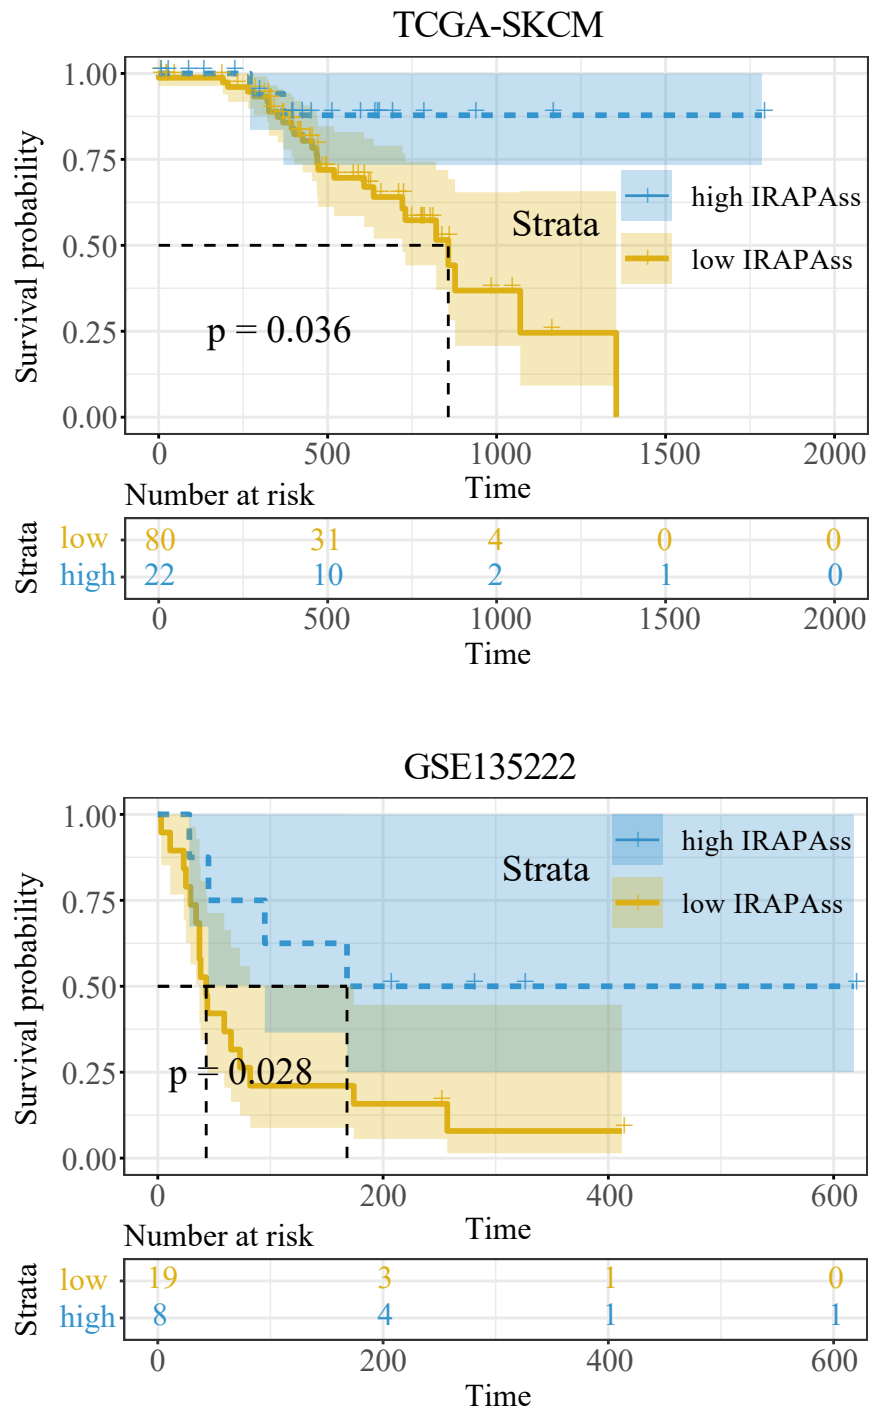 TCGA-SKCM
Survival probability
1.00
0.75
0.50
0.25
0.00
Strata
high IRAPAss
low IRAPAss
p = 0.036
0 500 1000 1500 2000
Time
Number at risk
Strata
low 80 31 4 0 0
high 22 10 2 1 0
0 500 1000 1500 2000
Time
GSE135222
Survival probability
1.00
0.75
0.50
0.25
0.00
Strata
high IRAPAss
low IRAPAss
p = 0.028
0 200 400 600
Time
Number at risk
Strata
low 19 3 1 0
high 8 4 1 1
0 200 400 600
Time